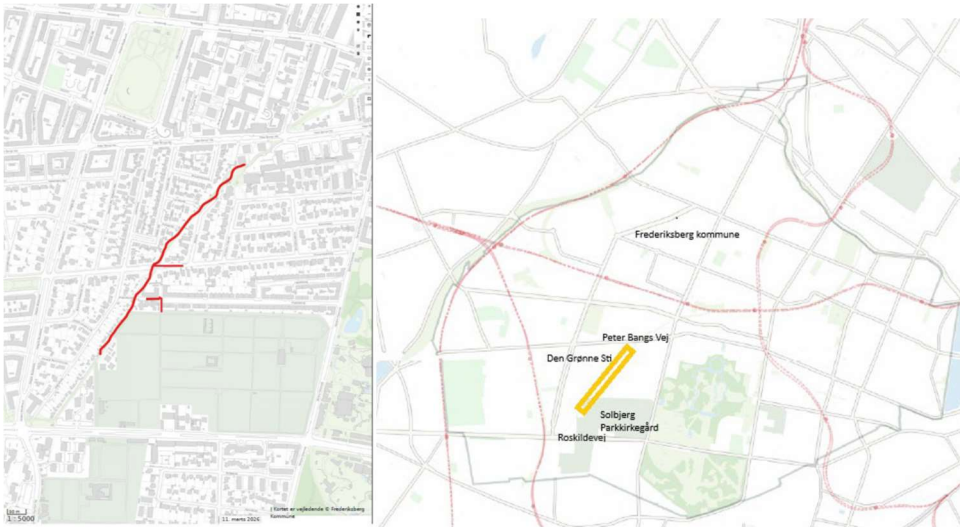 1:5000
11. marts 2026
| Kortet er vejledende © Frederiksberg
Kommune
Frederiksberg kommune
Peter Bangs Vej
Den Grønne Sti
Solbjerg
Parkkirkegård
Roskildevej